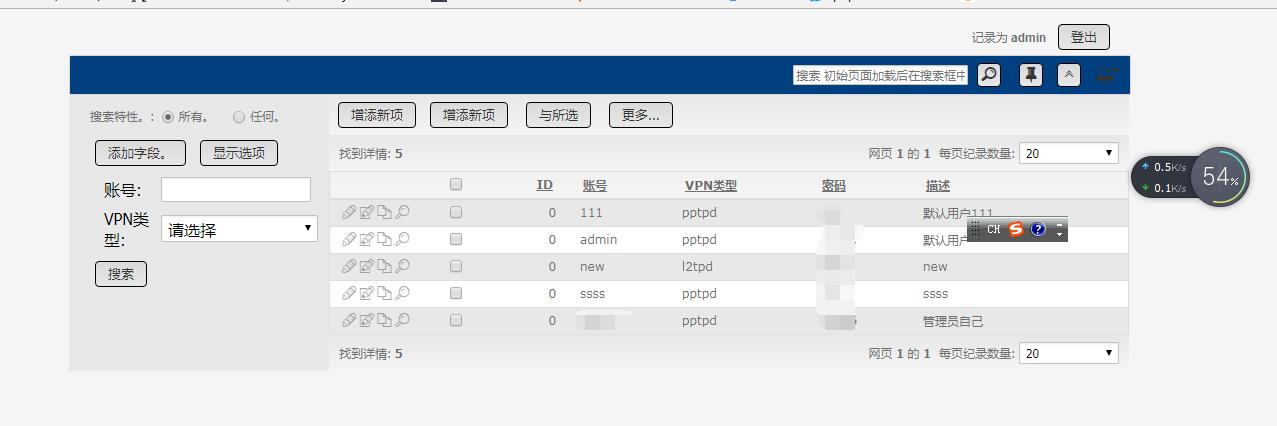 记录为 admin 登出
搜索 初始页面加载后在搜索框中
搜索特性。: 所有。 任何。
添加字段。 显示选项
账号:
VPN类型: 请选择
搜索
增添新项 增添新项 与所选 更多...
找到详情: 5 网页 1 的 1 每页纪录数量: 20
ID 账号 VPN类型 密码 描述
0 111 pptpd 默认用户111
0 admin pptpd 默认用户
0 new l2tpd new
0 ssss pptpd ssss
0 pptpd 管理员自己
找到详情: 5 网页 1 的 1 每页纪录数量: 20
CH S ?
0.5K/s
0.1K/s
54%